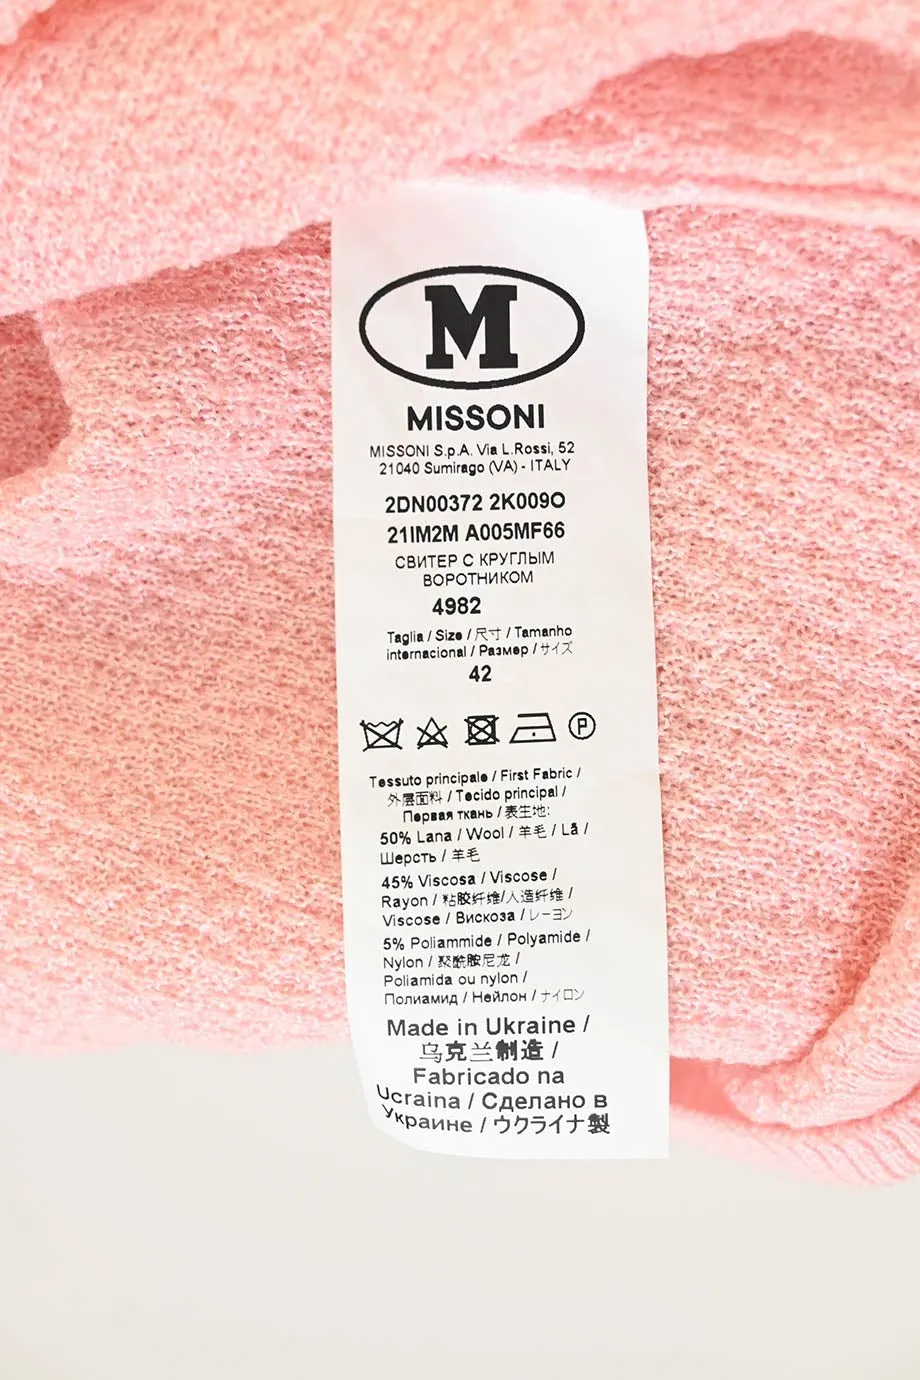 M
MISSONI
MISSONI S.p.A. Via L.Rossi, 52
21040 Sumirago (VA) - ITALY
2DN00372 2K009O
21IM2M A005MF66
СВИТЕР С КРУГЛЫМ
ВОРОТНИКОМ
4982
Taglia / Size / 尺寸 / Tamanho
internacional / Размер / サイズ
42
P
Tessuto principale / First Fabric /
外层面料 / Tecido principal /
Первая ткань / 表生地:
50% Lana / Wool / 羊毛 / Lã /
Шерсть / 羊毛
45% Viscosa / Viscose /
Rayon / 粘胶纤维/人造纤维 /
Viscose / Вискоза / レーヨン
5% Poliammide / Polyamide /
Nylon / 聚酰胺尼龙 /
Poliamida ou nylon /
Полиамид / Нейлон / ナイロン
Made in Ukraine /
乌克兰制造 /
Fabricado na
Ucraina / Сделано в
Украине / ウクライナ製